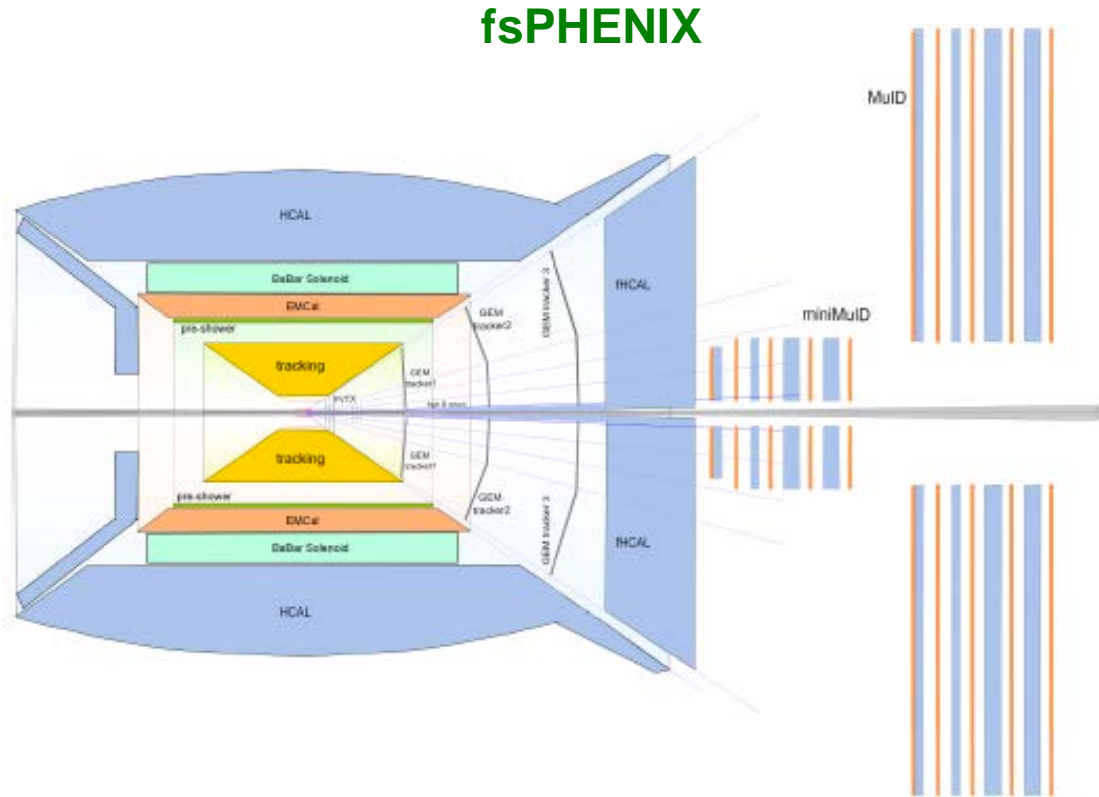 fsPHENIX
MuID
HCAL
BaBar Solenoid
EMCal
pre-shower
tracking
GEM
tracker1
FVTX
GEM
tracker2
GEM tracker 3
fHCAL
miniMuID
tracking
GEM
tracker1
pre-shower
EMCal
BaBar Solenoid
GEM
tracker2
GEM tracker 3
fHCAL
HCAL